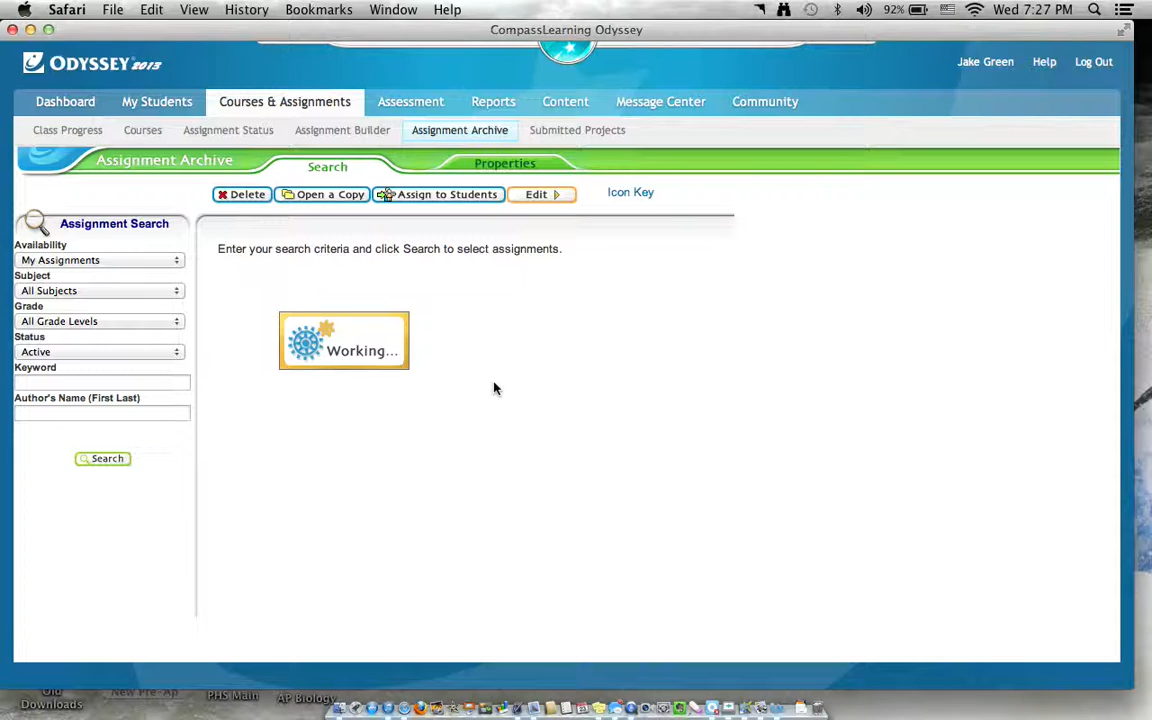 Safari File Edit View History Bookmarks Window Help 92% Wed 7:27 PM
CompassLearning Odyssey
ODYSSEY 2013 Jake Green Help Log Out
Dashboard My Students Courses & Assignments Assessment Reports Content Message Center Community
Class Progress Courses Assignment Status Assignment Builder Assignment Archive Submitted Projects
Assignment Archive Search Properties
Delete Open a Copy Assign to Students Edit Icon Key
Assignment Search
Availability
My Assignments
Subject
All Subjects
Grade
All Grade Levels
Status
Active
Keyword
Author's Name (First Last)
Search
Enter your search criteria and click Search to select assignments.
Working...
Old Downloads
New Pre-Ap
PHS Main
AP Biology